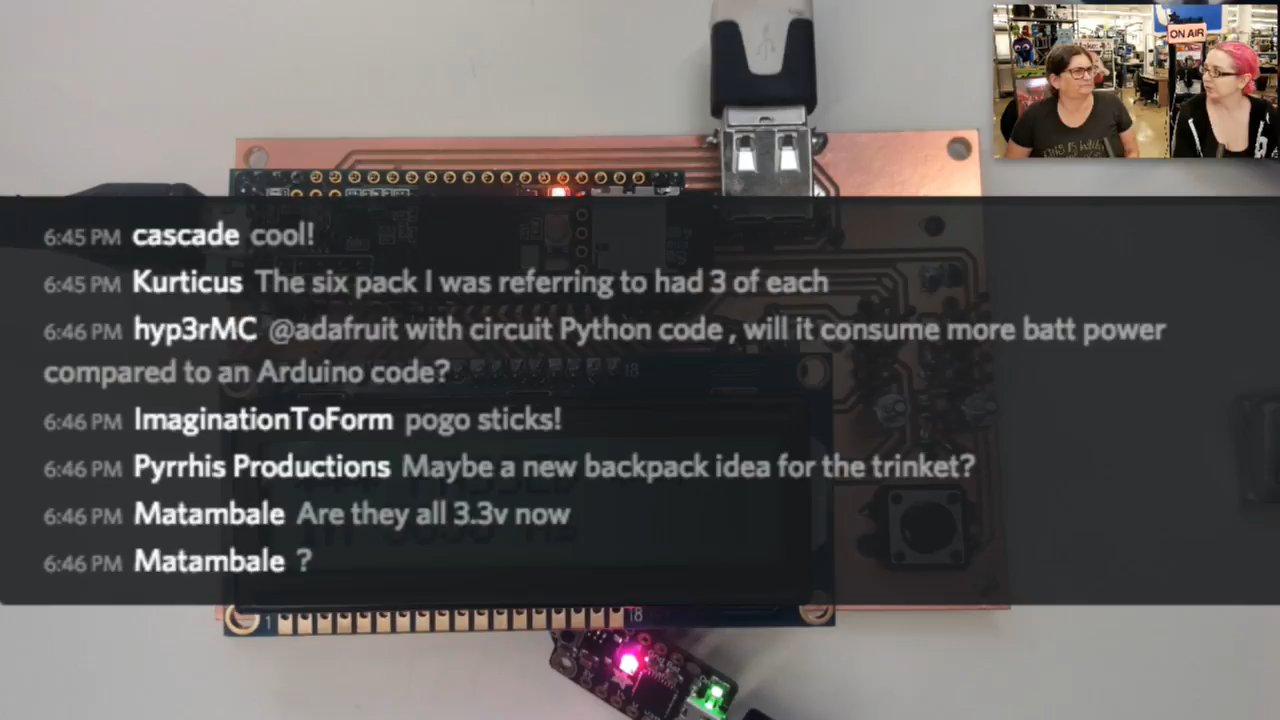 ON AIR
6:45 PM cascade cool!
6:45 PM Kurticus The six pack I was referring to had 3 of each
6:46 PM hyp3rMC @adafruit with circuit Python code , will it consume more batt power
compared to an Arduino code?
6:46 PM ImaginationToForm pogo sticks!
6:46 PM Pyrrhis Productions Maybe a new backpack idea for the trinket?
6:46 PM Matambale Are they all 3.3v now
6:46 PM Matambale ?
18
1 18